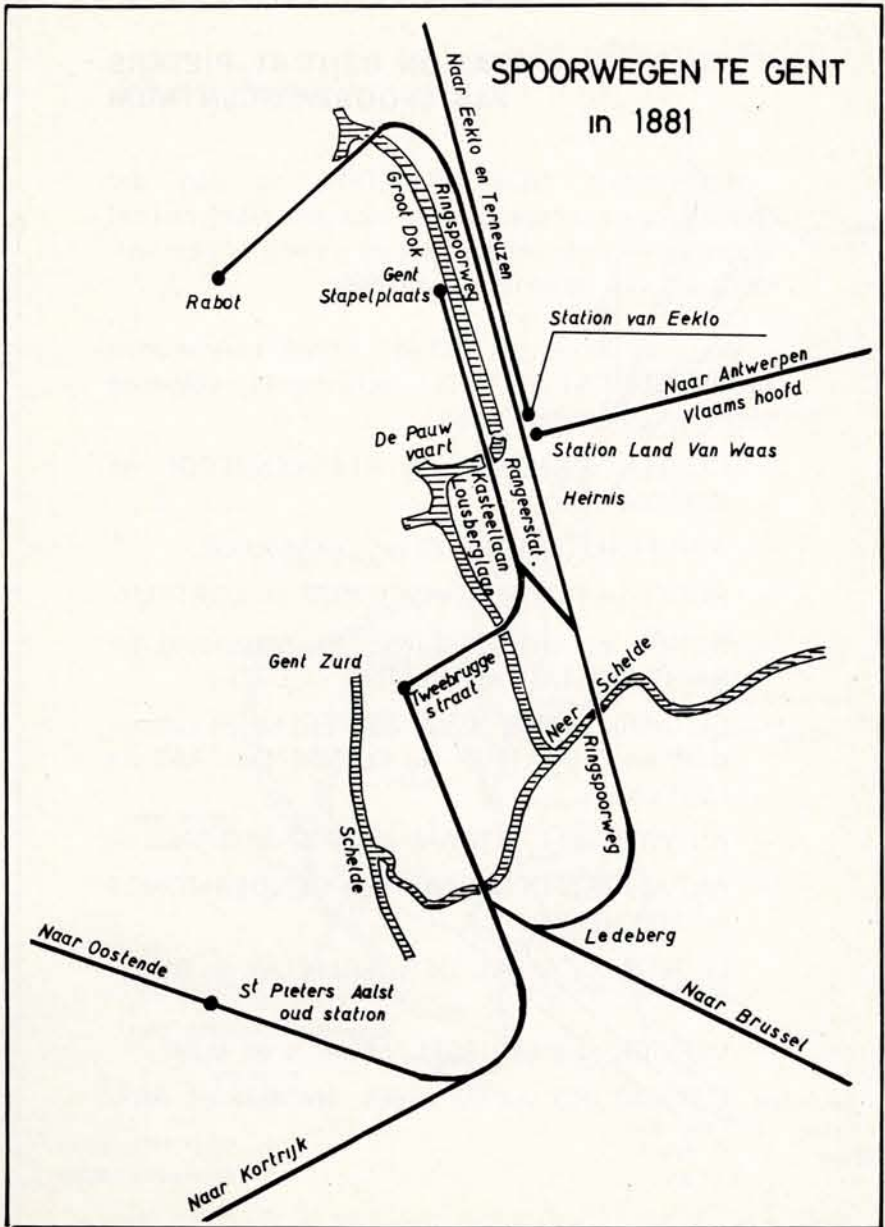 SPOORWEGEN TE GENT
in 1881
Naar Eeklo en Terneuzen
Groot Dok
Ringspoorweg
Gent
Stapelplaats
Rabot
Station van Eeklo
Naar Antwerpen
Vlaams hoofd
De Pauw
vaart
Station Land Van Waas
Heirnis
Kasteellaan
Lousberglaan
Rangeerstat.
Gent Zuid
Tweebrugge
straat
Neer Schelde
Ringspoorweg
Schelde
Ledeberg
Naar Oostende
St Pieters Aalst
oud station
Naar Brussel
Naar Kortrijk